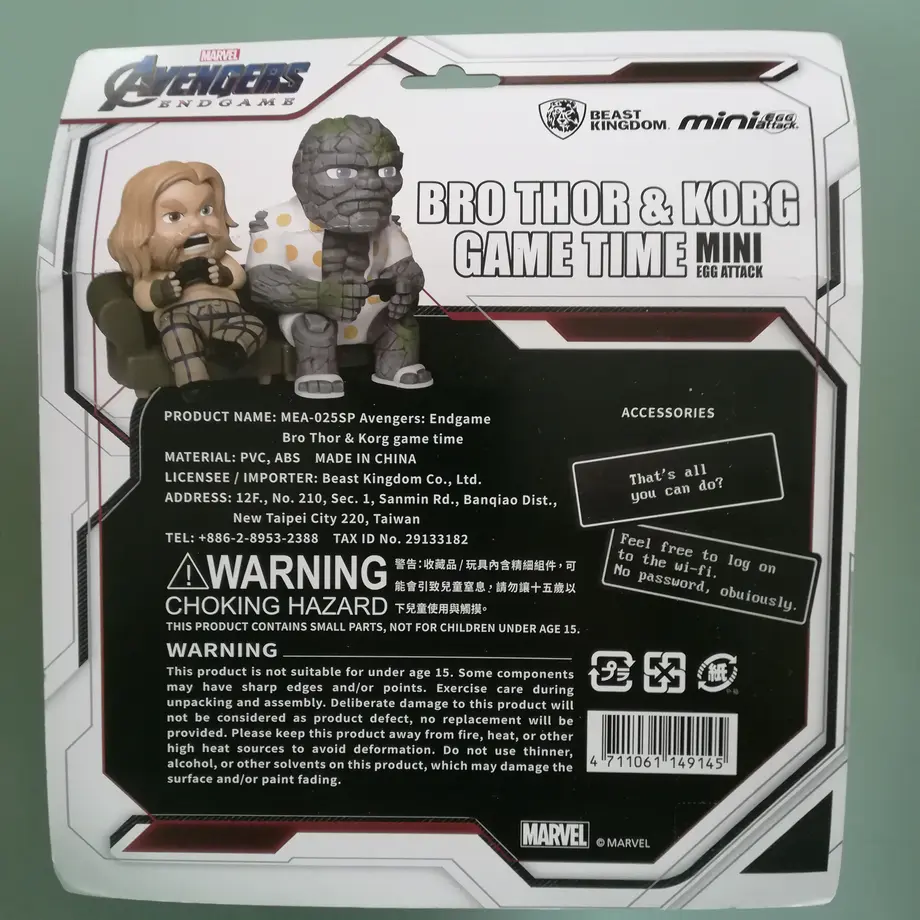 MARVEL
AVENGERS
ENDGAME
BEAST
KINGDOM.
mini EGG
attack.
BRO THOR & KORG
GAME TIME MINI
EGG ATTACK
PRODUCT NAME: MEA-025SP Avengers: Endgame
Bro Thor & Korg game time
MATERIAL: PVC, ABS MADE IN CHINA
LICENSEE / IMPORTER: Beast Kingdom Co., Ltd.
ADDRESS: 12F., No. 210, Sec. 1, Sanmin Rd., Banqiao Dist.,
New Taipei City 220, Taiwan
TEL: +886-2-8953-2388 TAX ID No. 29133182
ACCESSORIES
That's all
you can do?
Feel free to log on
to the wi-fi.
No password, obviously.
WARNING
CHOKING HAZARD
警告:收藏品/玩具內含精細組件,可
能會引致兒童窒息,請勿讓十五歲以
下兒童使用與觸摸。
THIS PRODUCT CONTAINS SMALL PARTS, NOT FOR CHILDREN UNDER AGE 15.
WARNING
This product is not suitable for under age 15. Some components
may have sharp edges and/or points. Exercise care during
unpacking and assembly. Deliberate damage to this product will
not be considered as product defect, no replacement will be
provided. Please keep this product away from fire, heat, or other
high heat sources to avoid deformation. Do not use thinner,
alcohol, or other solvents on this product, which may damage the
surface and/or paint fading.
プラ
紙
4 711061 149145
MARVEL © MARVEL